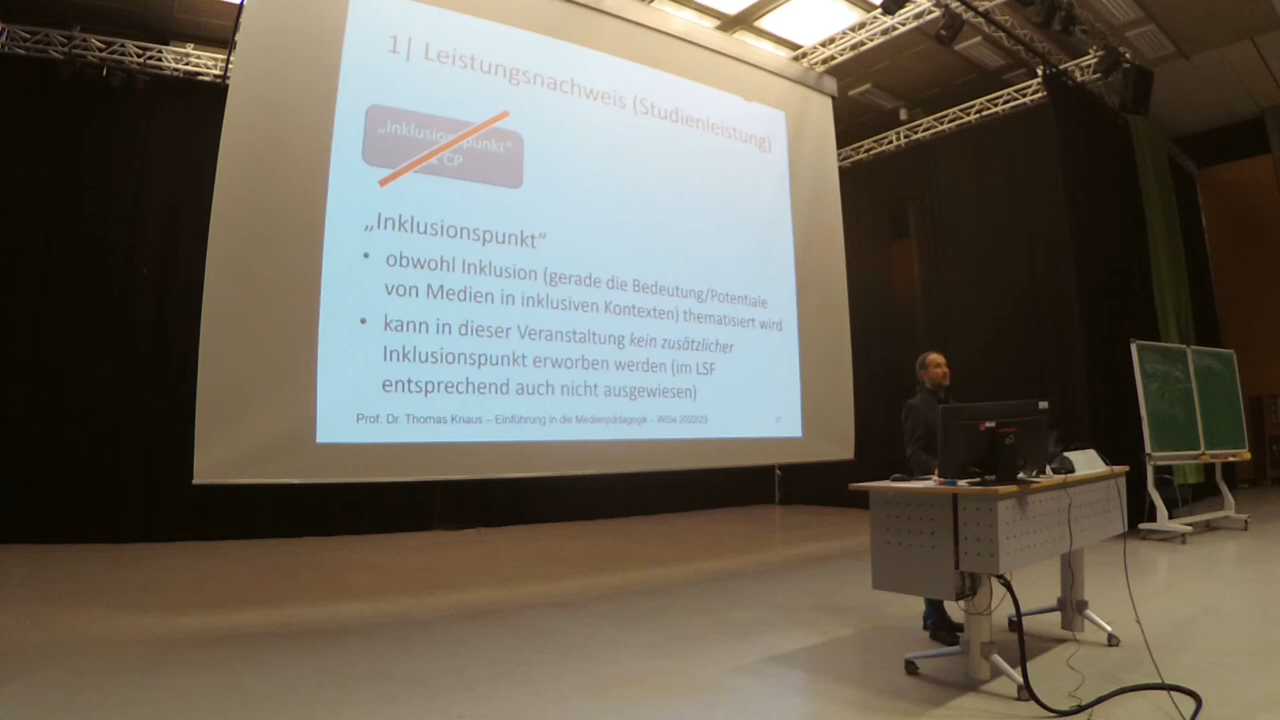 1| Leistungsnachweis (Studienleistung)
„Inklusionspunkt“
CP
„Inklusionspunkt“
• obwohl Inklusion (gerade die Bedeutung/Potentiale
von Medien in inklusiven Kontexten) thematisiert wird
• kann in dieser Veranstaltung kein zusätzlicher
Inklusionspunkt erworben werden (im LSF
entsprechend auch nicht ausgewiesen)
Prof. Dr. Thomas Knaus – Einführung in die Medienpädagogik – WiSe 2022/23